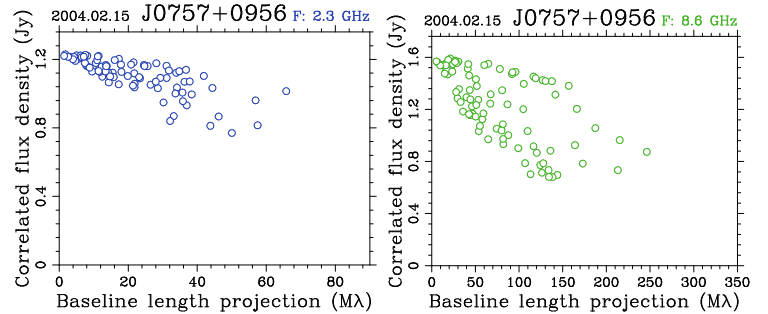 2004.02.15 J0757+0956 F: 2.3 GHz
Correlated flux density (Jy)
1.2
0.8
0.4
0
0 20 40 60 80
Baseline length projection (Mλ)
2004.02.15 J0757+0956 F: 8.6 GHz
Correlated flux density (Jy)
1.6
1.2
0.8
0.4
0
0 50 100 150 200 250 300 350
Baseline length projection (Mλ)